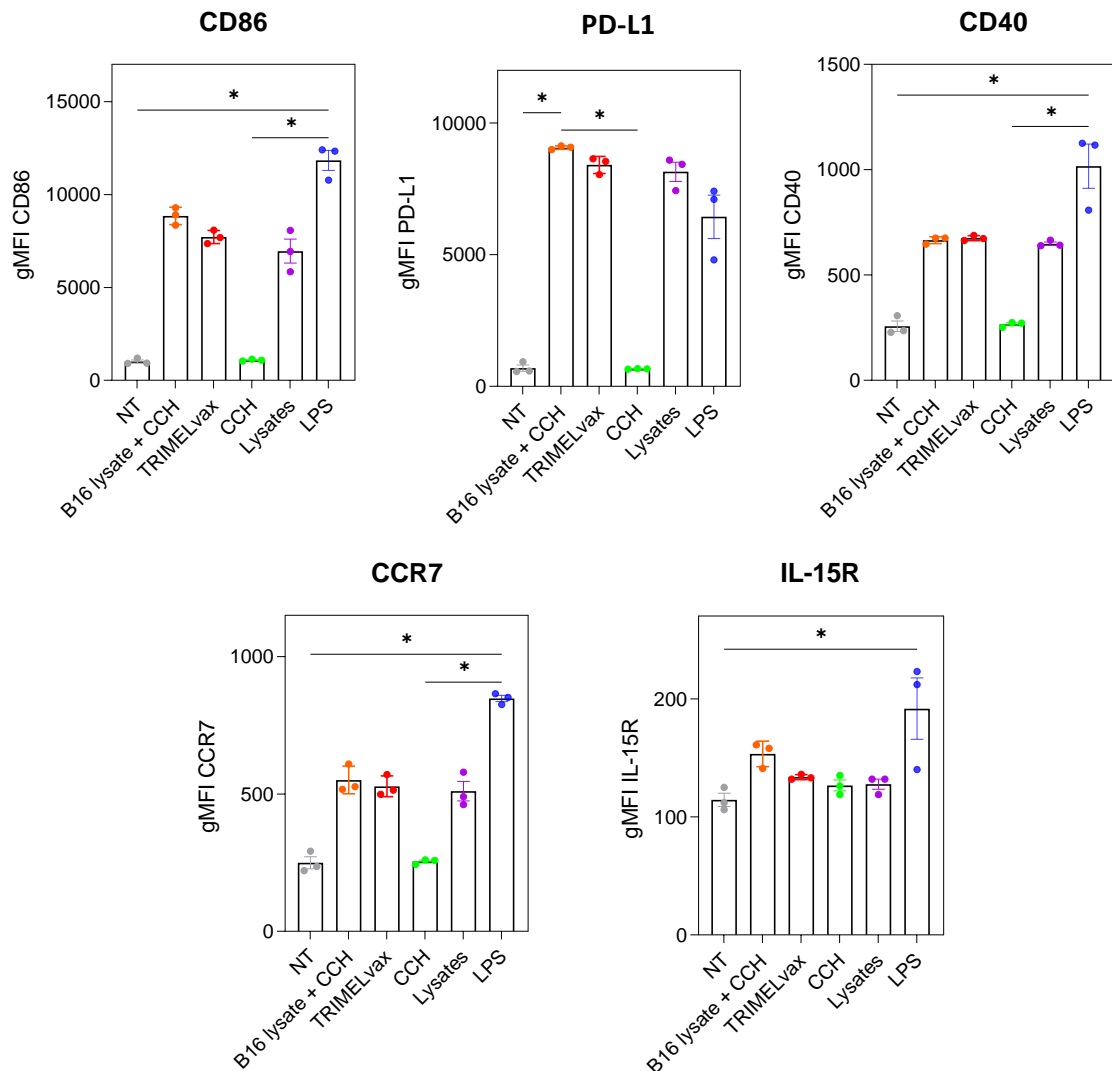 CD86
gMFI CD86
15000
10000
5000
0
*
*
NT
B16 lysate + CCH
TRIMELvax
CCH
Lysates
LPS
PD-L1
gMFI PD-L1
10000
5000
0
*
*
NT
B16 lysate + CCH
TRIMELvax
CCH
Lysates
LPS
CD40
gMFI CD40
1500
1000
500
0
*
*
NT
B16 lysate + CCH
TRIMELvax
CCH
Lysates
LPS
CCR7
gMFI CCR7
1000
500
0
*
*
NT
B16 lysate + CCH
TRIMELvax
CCH
Lysates
LPS
IL-15R
gMFI IL-15R
200
100
0
*
NT
B16 lysate + CCH
TRIMELvax
CCH
Lysates
LPS